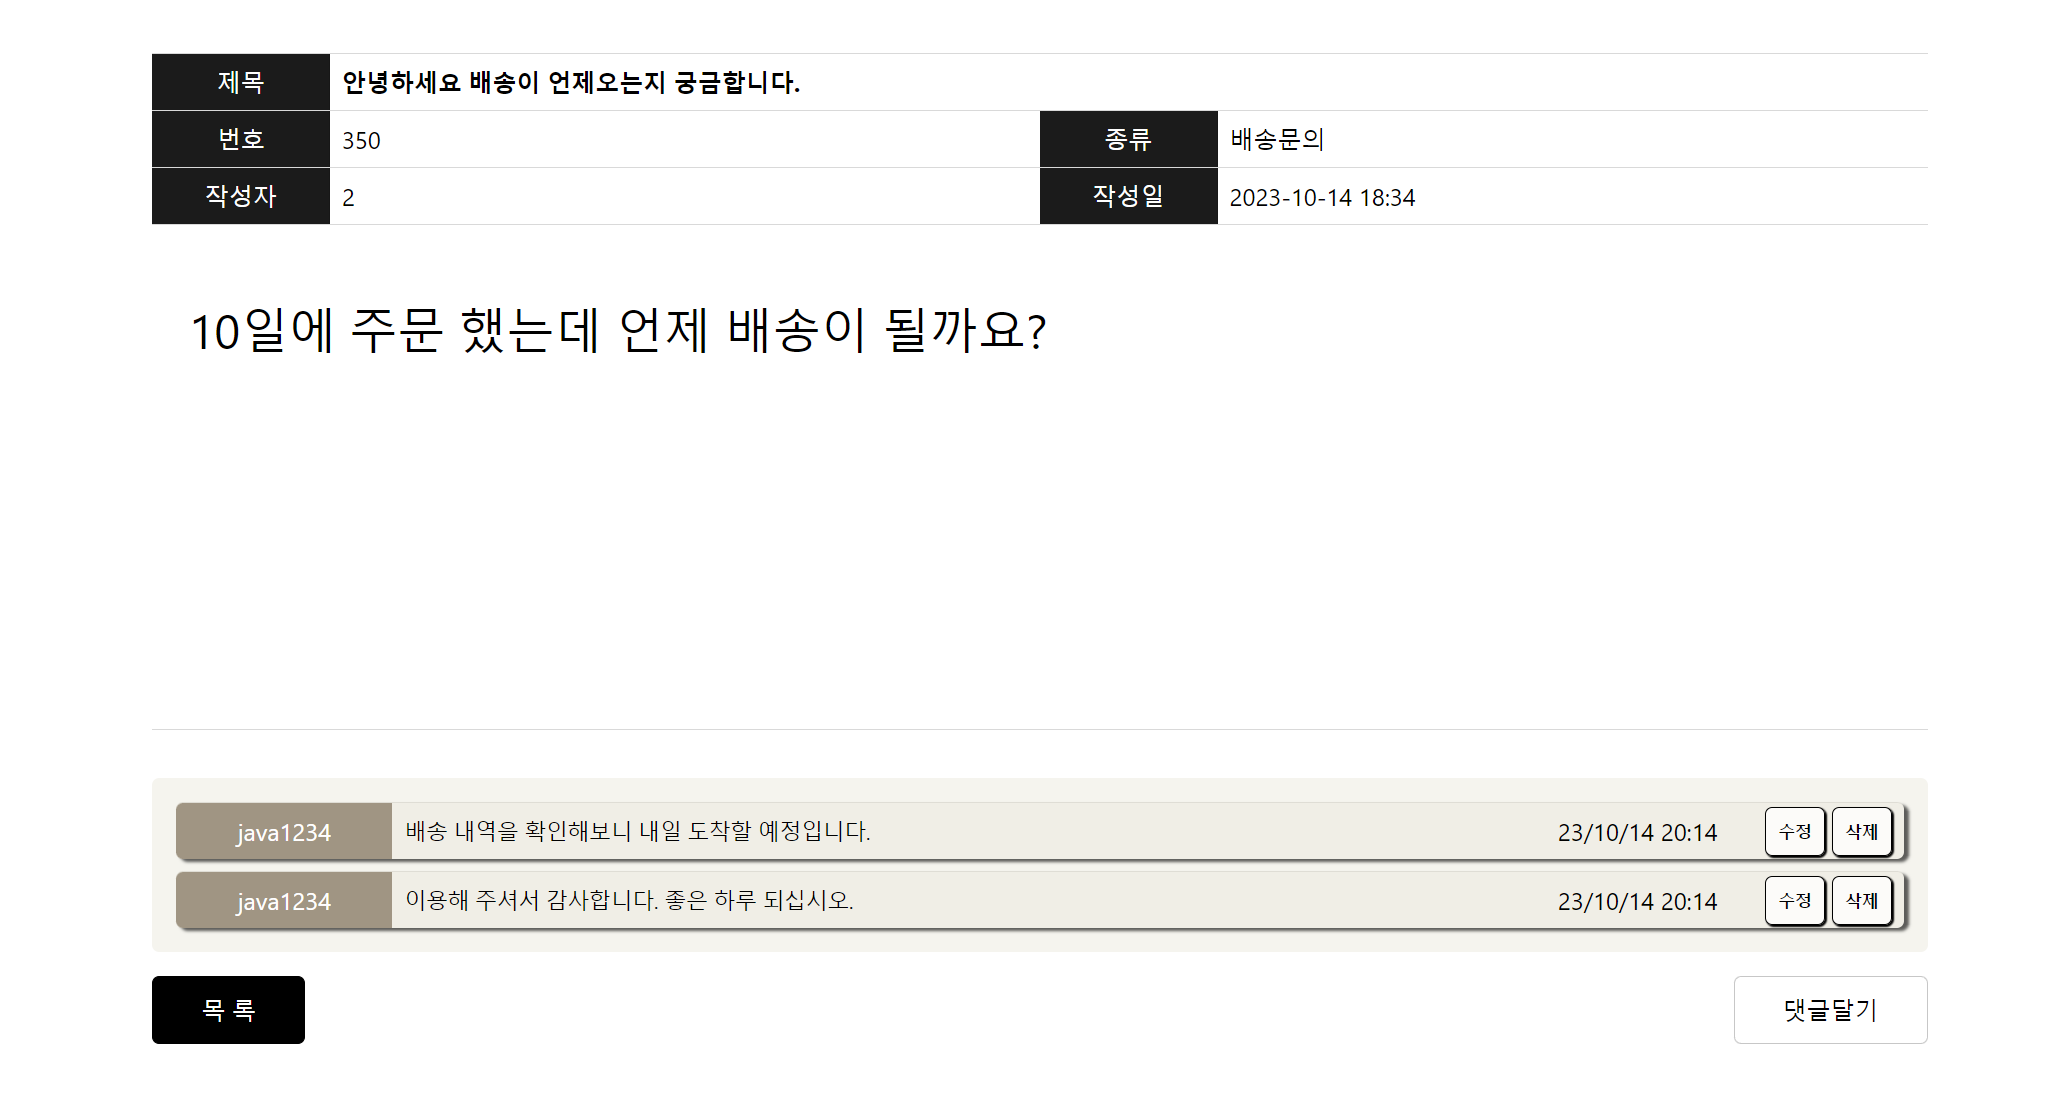 제목 안녕하세요 배송이 언제오는지 궁금합니다.
번호 350 종류 배송문의
작성자 2 작성일 2023-10-14 18:34
10일에 주문 했는데 언제 배송이 될까요?
java1234 배송 내역을 확인해보니 내일 도착할 예정입니다. 23/10/14 20:14 수정 삭제
java1234 이용해 주셔서 감사합니다. 좋은 하루 되십시오. 23/10/14 20:14 수정 삭제
목 록 댓글달기